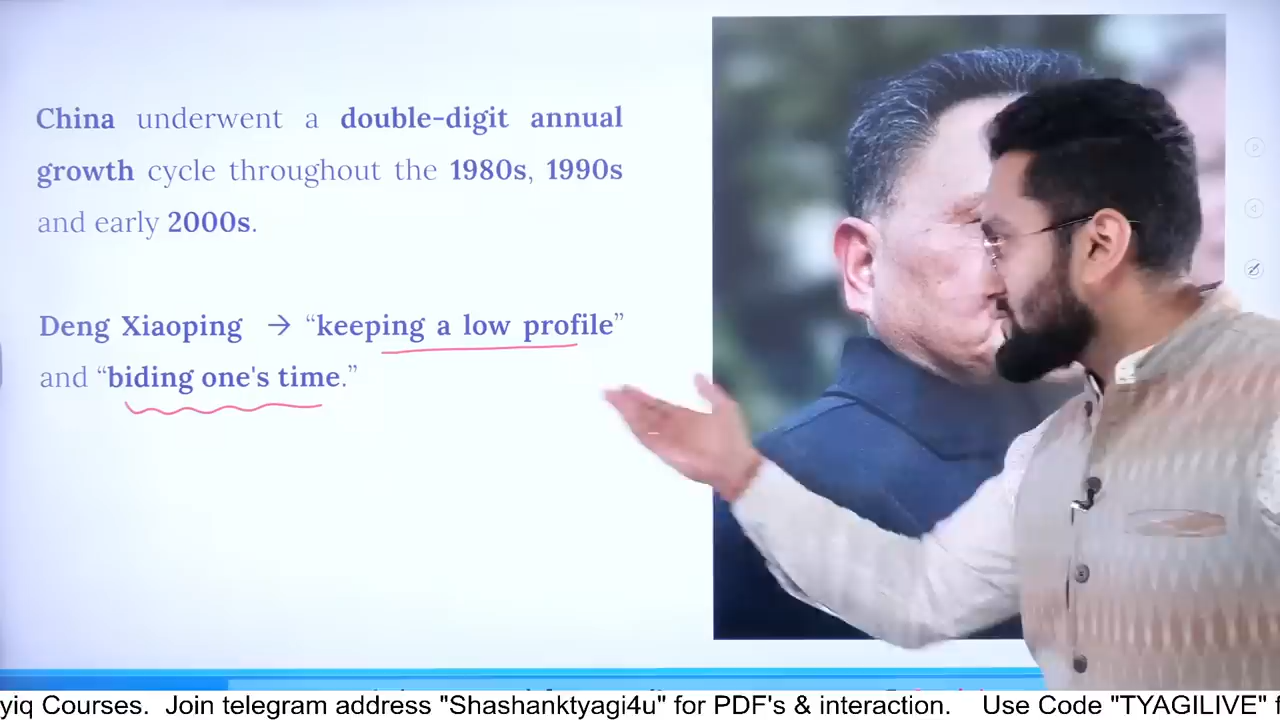 China underwent a double-digit annual
growth cycle throughout the 1980s, 1990s
and early 2000s.
Deng Xiaoping → “keeping a low profile”
and “biding one's time.”
yiq Courses. Join telegram address "Shashanktyagi4u" for PDF's & interaction. Use Code "TYAGILIVE" f